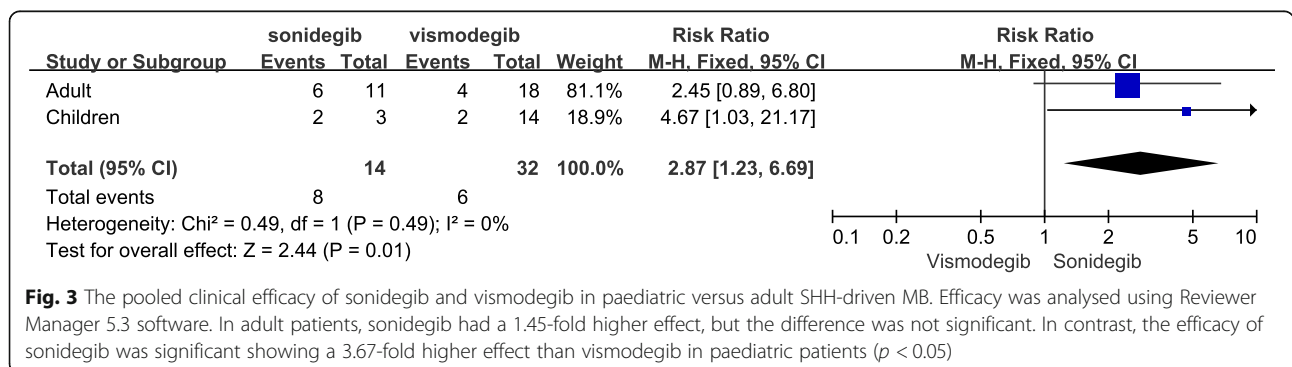 sonidegib vismodegib Risk Ratio Risk Ratio
Study or Subgroup Events Total Events Total Weight M-H, Fixed, 95% CI M-H, Fixed, 95% CI
Adult 6 11 4 18 81.1% 2.45 [0.89, 6.80]
Children 2 3 2 14 18.9% 4.67 [1.03, 21.17]
Total (95% CI) 14 32 100.0% 2.87 [1.23, 6.69]
Total events 8 6
Heterogeneity: Chi² = 0.49, df = 1 (P = 0.49); I² = 0%
Test for overall effect: Z = 2.44 (P = 0.01)
0.1 0.2 0.5 1 2 5 10
Vismodegib Sonidegib
Fig. 3 The pooled clinical efficacy of sonidegib and vismodegib in paediatric versus adult SHH-driven MB. Efficacy was analysed using Reviewer
Manager 5.3 software. In adult patients, sonidegib had a 1.45-fold higher effect, but the difference was not significant. In contrast, the efficacy of
sonidegib was significant showing a 3.67-fold higher effect than vismodegib in paediatric patients (p < 0.05)